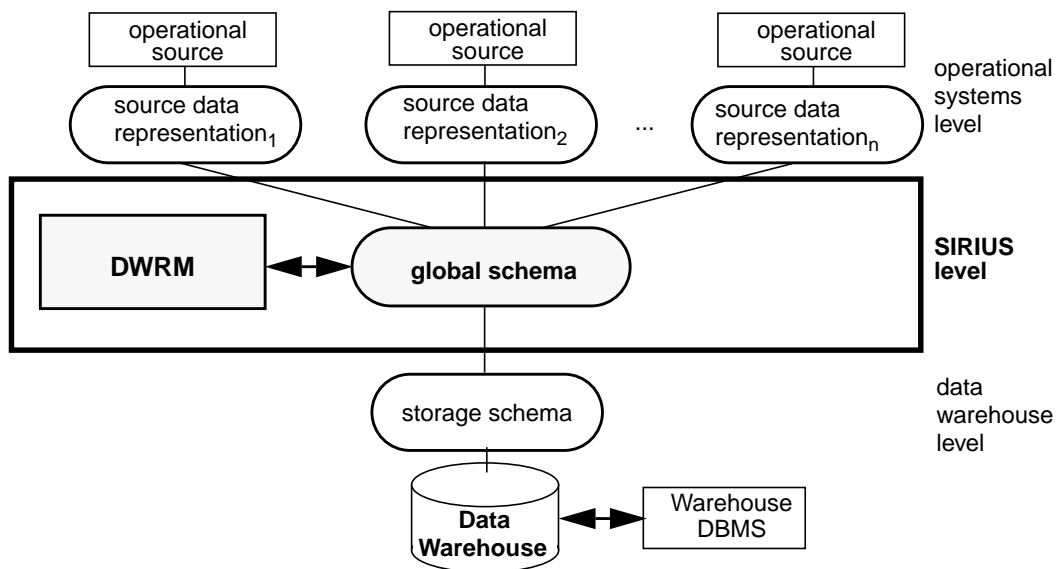 operational
source
operational
source
operational
source
operational
systems
level
source data
representation1
source data
representation2
...
source data
representationn
DWRM
global schema
SIRIUS
level
storage schema
data
warehouse
level
Data
Warehouse
Warehouse
DBMS